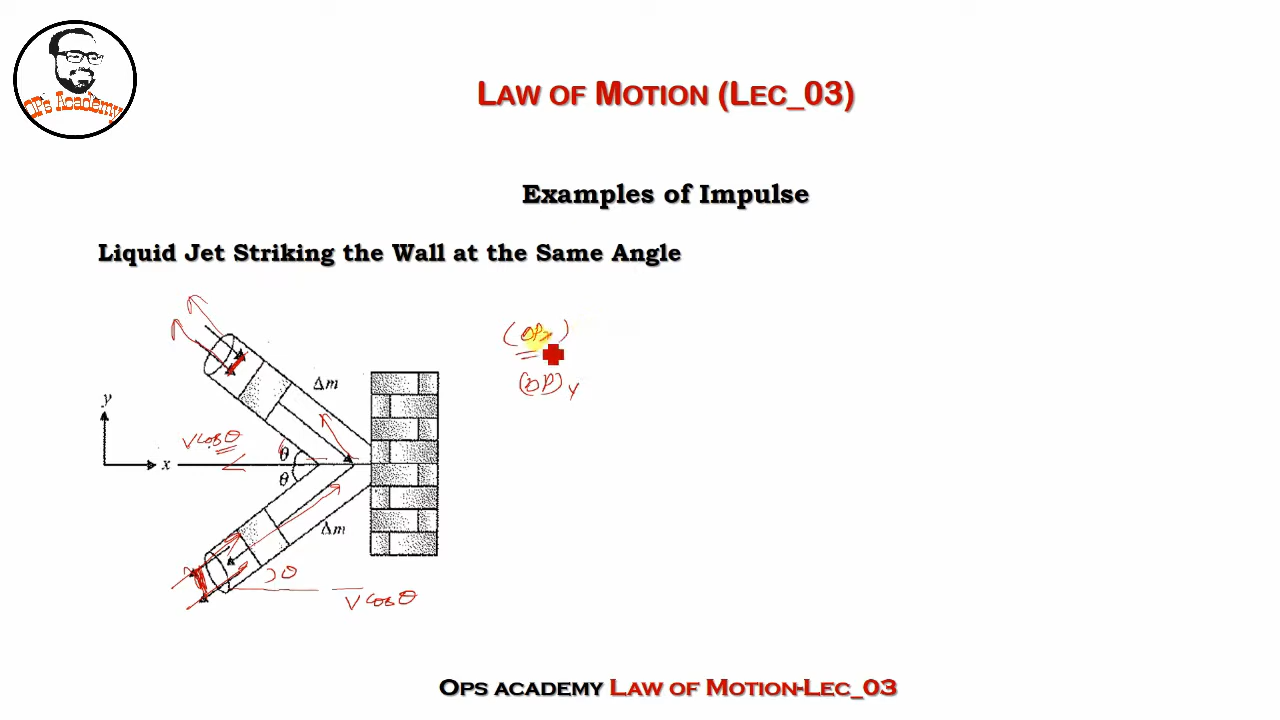 OPs Academy
LAW OF MOTION (LEC_03)
Examples of Impulse
Liquid Jet Striking the Wall at the Same Angle
Δm
y
x
V cos θ
θ
θ
Δm
θ
V cos θ
(ΔP)y
OPS ACADEMY LAW OF MOTION-LEC_03